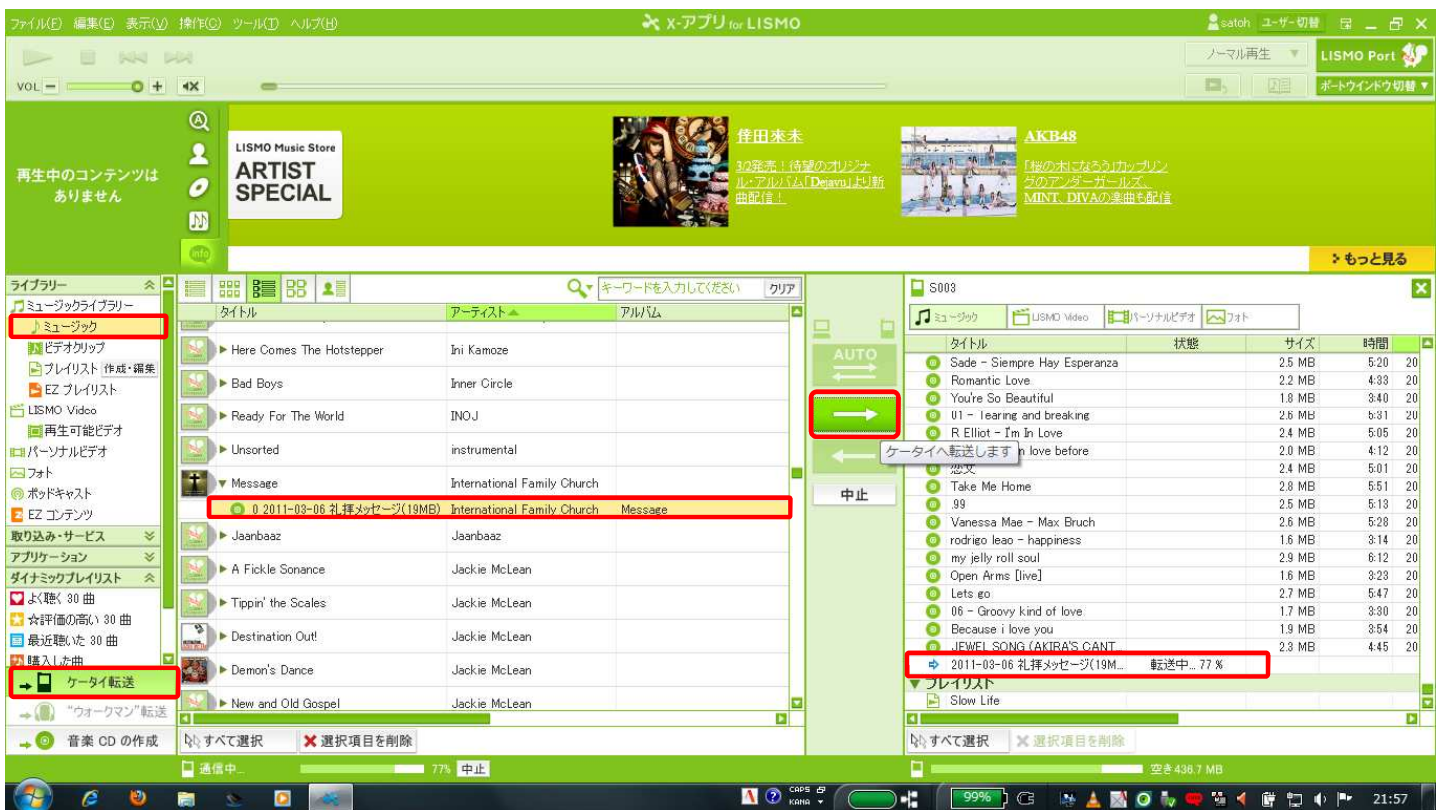 ファイル(F) 編集(E) 表示(V) 操作(C) ツール(T) ヘルプ(H)
X-アプリ for LISMO
satoh ユーザー切替
ノーマル再生
LISMO Port
VOL
ポートウインドウ切替
再生中のコンテンツは
ありません
LISMO Music Store
ARTIST
SPECIAL
倖田來未
3/2発売！待望のオリジナ
ル・アルバム「Dejavu」より新
曲配信！
AKB48
「桜の木になろう」カップリン
グのアンダーガールズ、
MINT、DIVAの楽曲も配信
info
もっと見る
ライブラリー
ミュージックライブラリー
ミュージック
ビデオクリップ
プレイリスト 作成・編集
EZ プレイリスト
LISMO Video
再生可能ビデオ
パーソナルビデオ
フォト
ポッドキャスト
EZ コンテンツ
取り込み・サービス
アプリケーション
ダイナミックプレイリスト
よく聴く 30 曲
☆評価の高い 30 曲
最近聴いた 30 曲
購入した曲
ケータイ転送
"ウォークマン"転送
音楽 CD の作成
キーワードを入力してください クリア
タイトル アーティスト アルバム
Here Comes The Hotstepper Ini Kamoze
Bad Boys Inner Circle
Ready For The World INOJ
Unsorted instrumental
Message International Family Church
0 2011-03-06 礼拝メッセージ(19MB) International Family Church Message
Jaanbaaz Jaanbaaz
A Fickle Sonance Jackie McLean
Tippin' the Scales Jackie McLean
Destination Out! Jackie McLean
Demon's Dance Jackie McLean
New and Old Gospel Jackie McLean
すべて選択 選択項目を削除
通信中... 77% 中止
AUTO
ケータイへ転送します
中止
S003
ミュージック LISMO Video パーソナルビデオ フォト
タイトル 状態 サイズ 時間
Sade - Siempre Hay Esperanza 2.5 MB 5:20 20
Romantic Love 2.2 MB 4:33 20
You're So Beautiful 1.8 MB 3:40 20
01 - Tearing and breaking 2.6 MB 5:31 20
R Elliot - I'm In Love 2.4 MB 5:05 20
n love before 2.0 MB 4:12 20
恋文 2.4 MB 5:01 20
Take Me Home 2.8 MB 5:51 20
.99 2.5 MB 5:13 20
Vanessa Mae - Max Bruch 2.6 MB 5:28 20
rodrigo leao - happiness 1.6 MB 3:14 20
my jelly roll soul 2.9 MB 6:12 20
Open Arms [live] 1.6 MB 3:23 20
Lets go 2.7 MB 5:47 20
06 - Groovy kind of love 1.7 MB 3:30 20
Because i love you 1.9 MB 3:54 20
JEWEL SONG (AKIRA'S CANT... 2.3 MB 4:45 20
2011-03-06 礼拝メッセージ(19M... 転送中... 77 %
プレイリスト
Slow Life
すべて選択 選択項目を削除
空き436.7 MB
A CAPS
KANA
99%
21:57